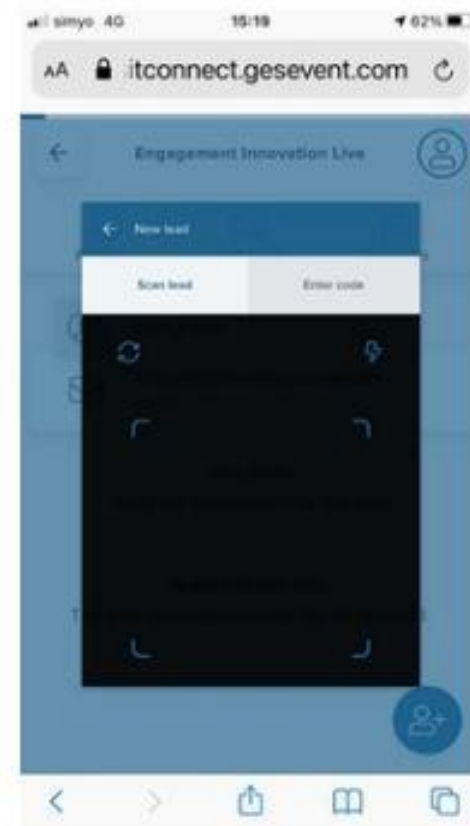 simyo 4G 15:19 62%
AA itconnect.gesevent.com
Engagement Innovation Live
New lead
Scan lead Enter code